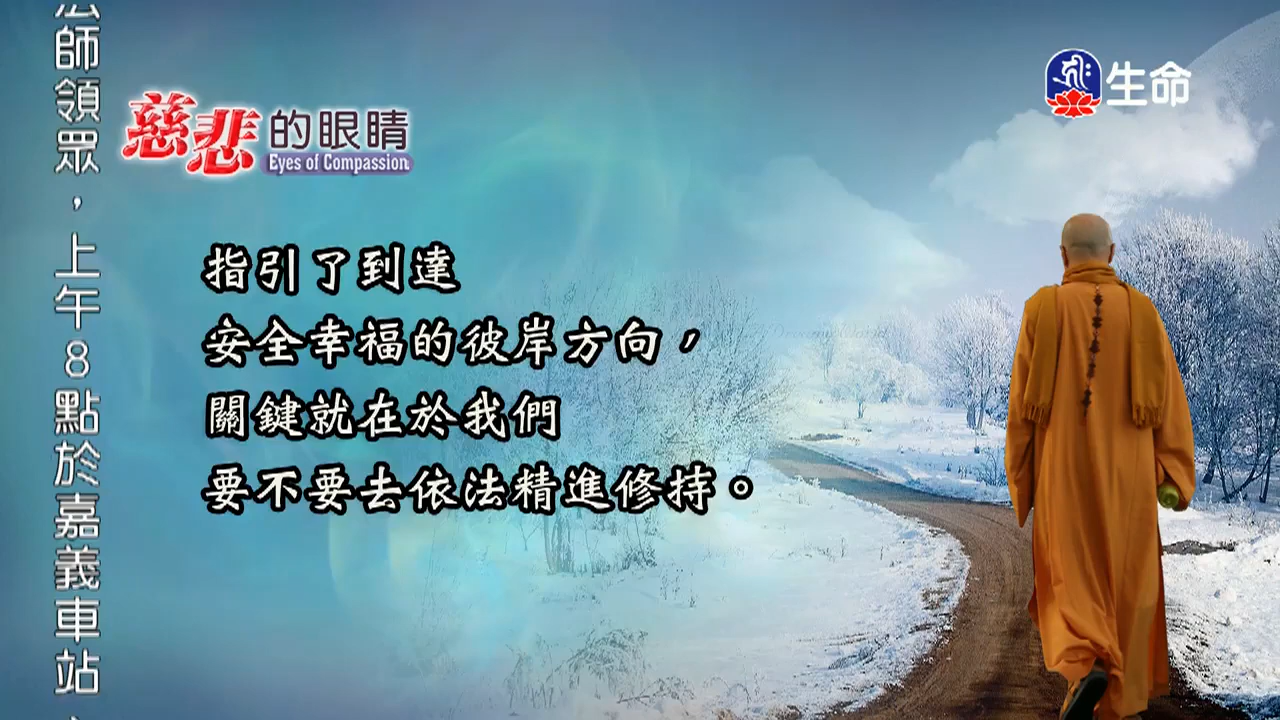 師領眾，上午8點於嘉義車站
慈悲的眼睛
Eyes of Compassion
生命
指引了到達
安全幸福的彼岸方向，
關鍵就在於我們
要不要去依法精進修持。